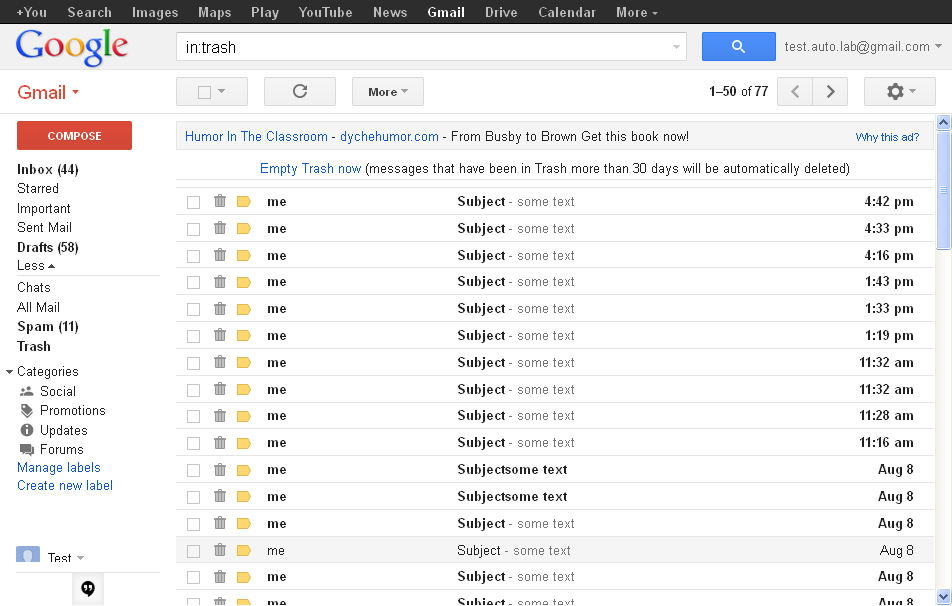 +You Search Images Maps Play YouTube News Gmail Drive Calendar More
Google in:trash test.auto.lab@gmail.com
Gmail More 1–50 of 77
COMPOSE
Humor In The Classroom - dychehumor.com - From Busby to Brown Get this book now! Why this ad?
Empty Trash now (messages that have been in Trash more than 30 days will be automatically deleted)
Inbox (44)
Starred
Important
Sent Mail
Drafts (58)
Less
Chats
All Mail
Spam (11)
Trash
Categories
Social
Promotions
Updates
Forums
Manage labels
Create new label
Test
me Subject - some text 4:42 pm
me Subject - some text 4:33 pm
me Subject - some text 4:16 pm
me Subject - some text 1:43 pm
me Subject - some text 1:33 pm
me Subject - some text 1:19 pm
me Subject - some text 11:32 am
me Subject - some text 11:32 am
me Subject - some text 11:28 am
me Subject - some text 11:16 am
me Subjectsome text Aug 8
me Subjectsome text Aug 8
me Subject - some text Aug 8
me Subject - some text Aug 8
me Subject - some text Aug 8
me Subject - some text Aug 8